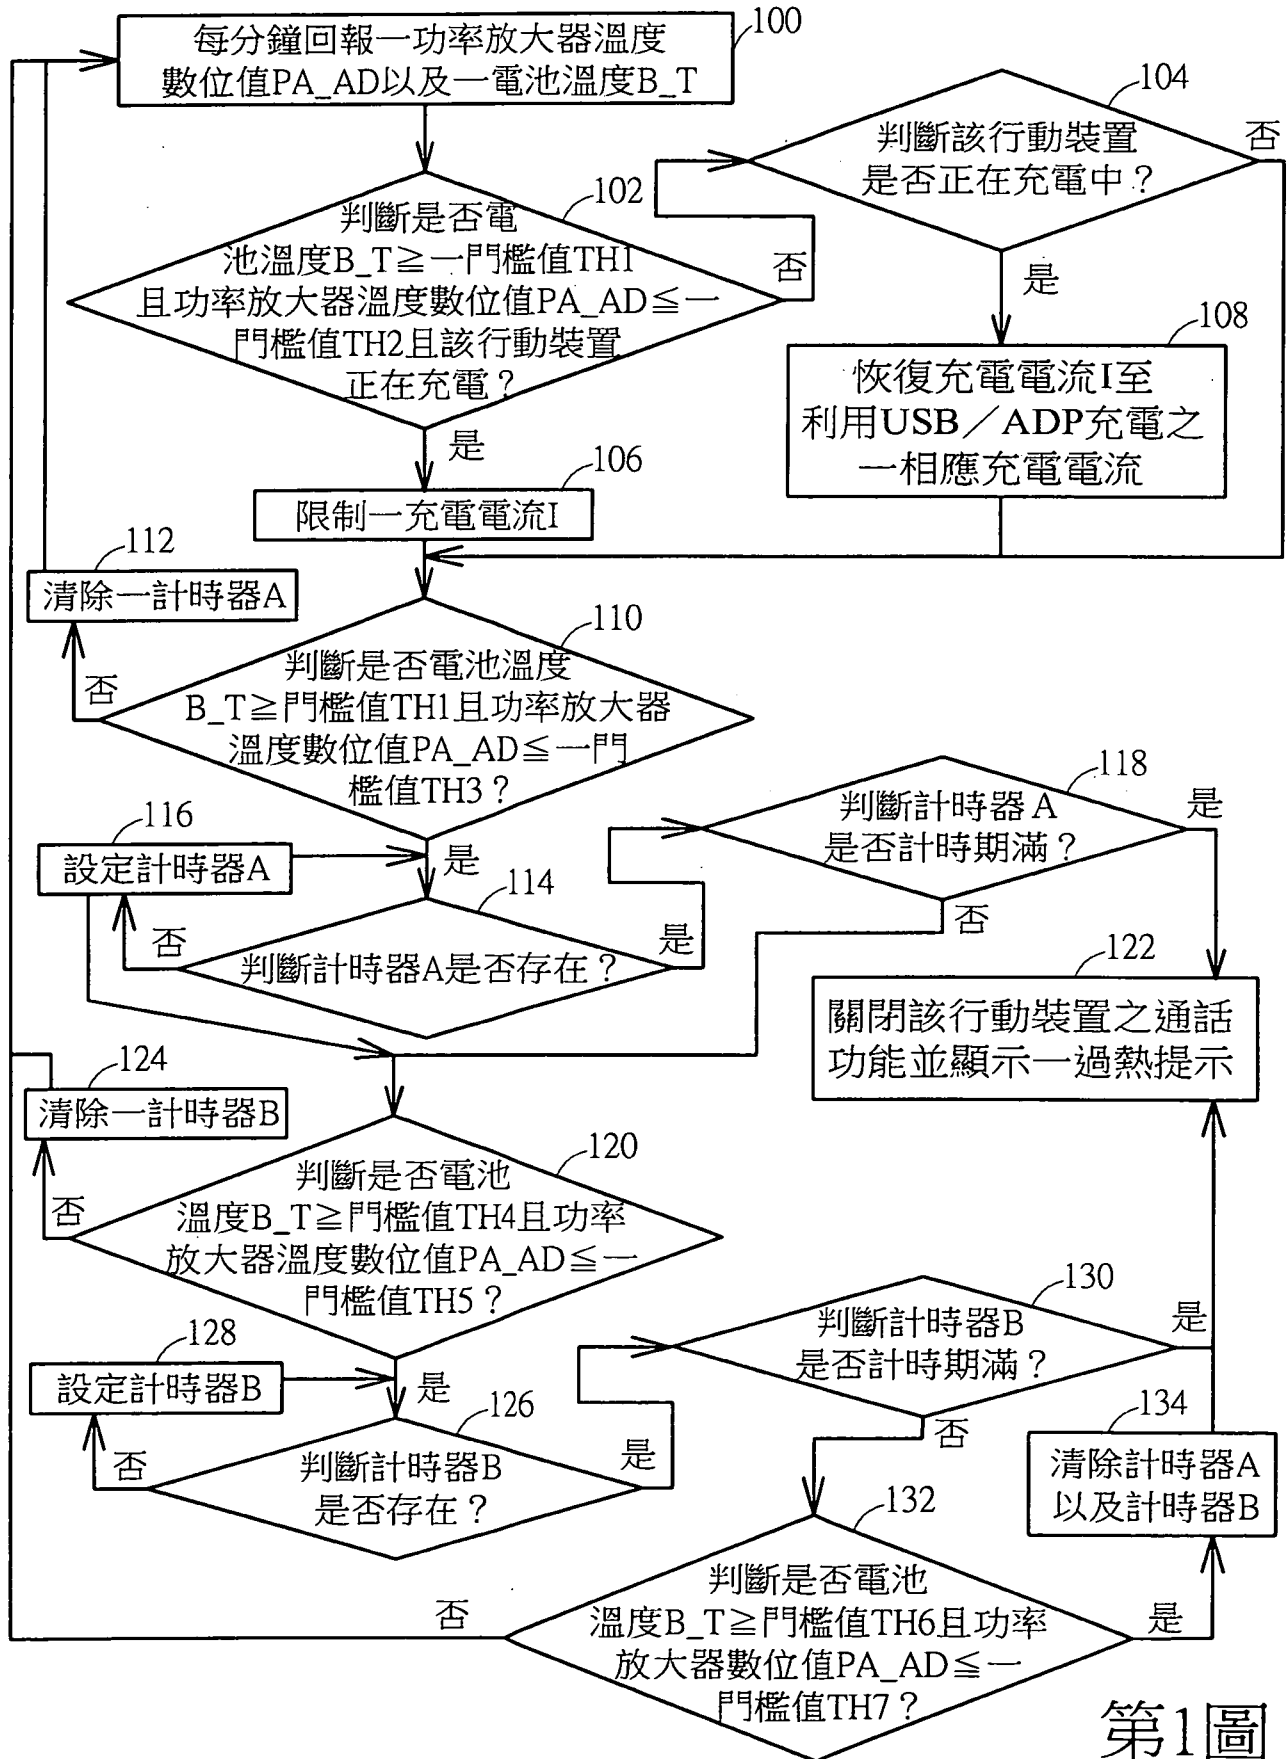 100
每分鐘回報一功率放大器溫度
數位值PA_AD以及一電池溫度B_T
104
判斷該行動裝置
是否正在充電中？
否
是
102
判斷是否電
池溫度B_T≧一門檻值TH1
且功率放大器溫度數位值PA_AD≦一
門檻值TH2且該行動裝置
正在充電？
否
是
108
恢復充電電流I至
利用USB／ADP充電之
一相應充電電流
106
限制一充電電流I
112
清除一計時器A
110
判斷是否電池溫度
B_T≧門檻值TH1且功率放大器
溫度數位值PA_AD≦一門
檻值TH3？
否
是
116
設定計時器A
114
判斷計時器A是否存在？
否
是
118
判斷計時器A
是否計時期滿？
是
否
122
關閉該行動裝置之通話
功能並顯示一過熱提示
124
清除一計時器B
120
判斷是否電池
溫度B_T≧門檻值TH4且功率
放大器溫度數位值PA_AD≦一
門檻值TH5？
否
是
128
設定計時器B
126
判斷計時器B
是否存在？
否
是
130
判斷計時器B
是否計時期滿？
是
否
134
清除計時器A
以及計時器B
132
判斷是否電池
溫度B_T≧門檻值TH6且功率
放大器數位值PA_AD≦一
門檻值TH7？
否
是
第1圖